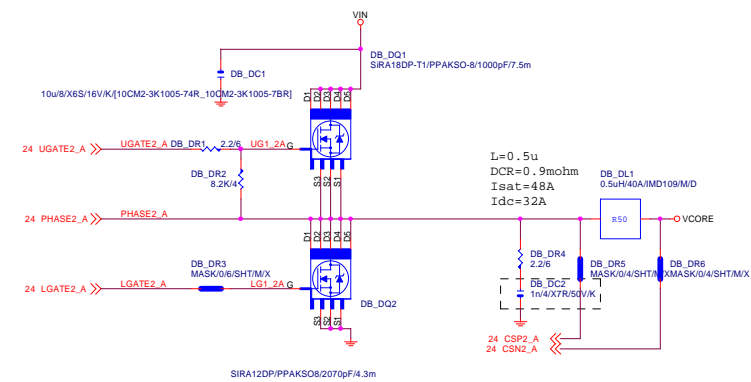 VIN
DB_DQ1
SiRA18DP-T1/PPAKSO-8/1000pF/7.5m
DB_DC1
10u/8/X6S/16V/K/[10CM2-3K1005-74R_10CM2-3K1005-7BR]
D1
D2
D3
D4
D5
24 UGATE2_A
UGATE2_A
DB_DR1
2.2/6
UG1_2A
G
DB_DR2
8.2K/4
S3
S2
S1
L=0.5u
DCR=0.9mohm
Isat=48A
Idc=32A
DB_DL1
0.5uH/40A/IMD109/M/D
R50
VCORE
24 PHASE2_A
PHASE2_A
D1
D2
D3
D4
D5
DB_DR3
MASK/0/6/SHT/M/X
24 LGATE2_A
LGATE2_A
LG1_2A
G
DB_DQ2
S3
S2
S1
DB_DR4
2.2/6
DB_DR5
MASK/0/4/SHT/M/X
DB_DR6
MASK/0/4/SHT/M/X
DB_DC2
1n/4/X7R/50V/K
24 CSP2_A
24 CSN2_A
SIRA12DP/PPAKSO8/2070pF/4.3m